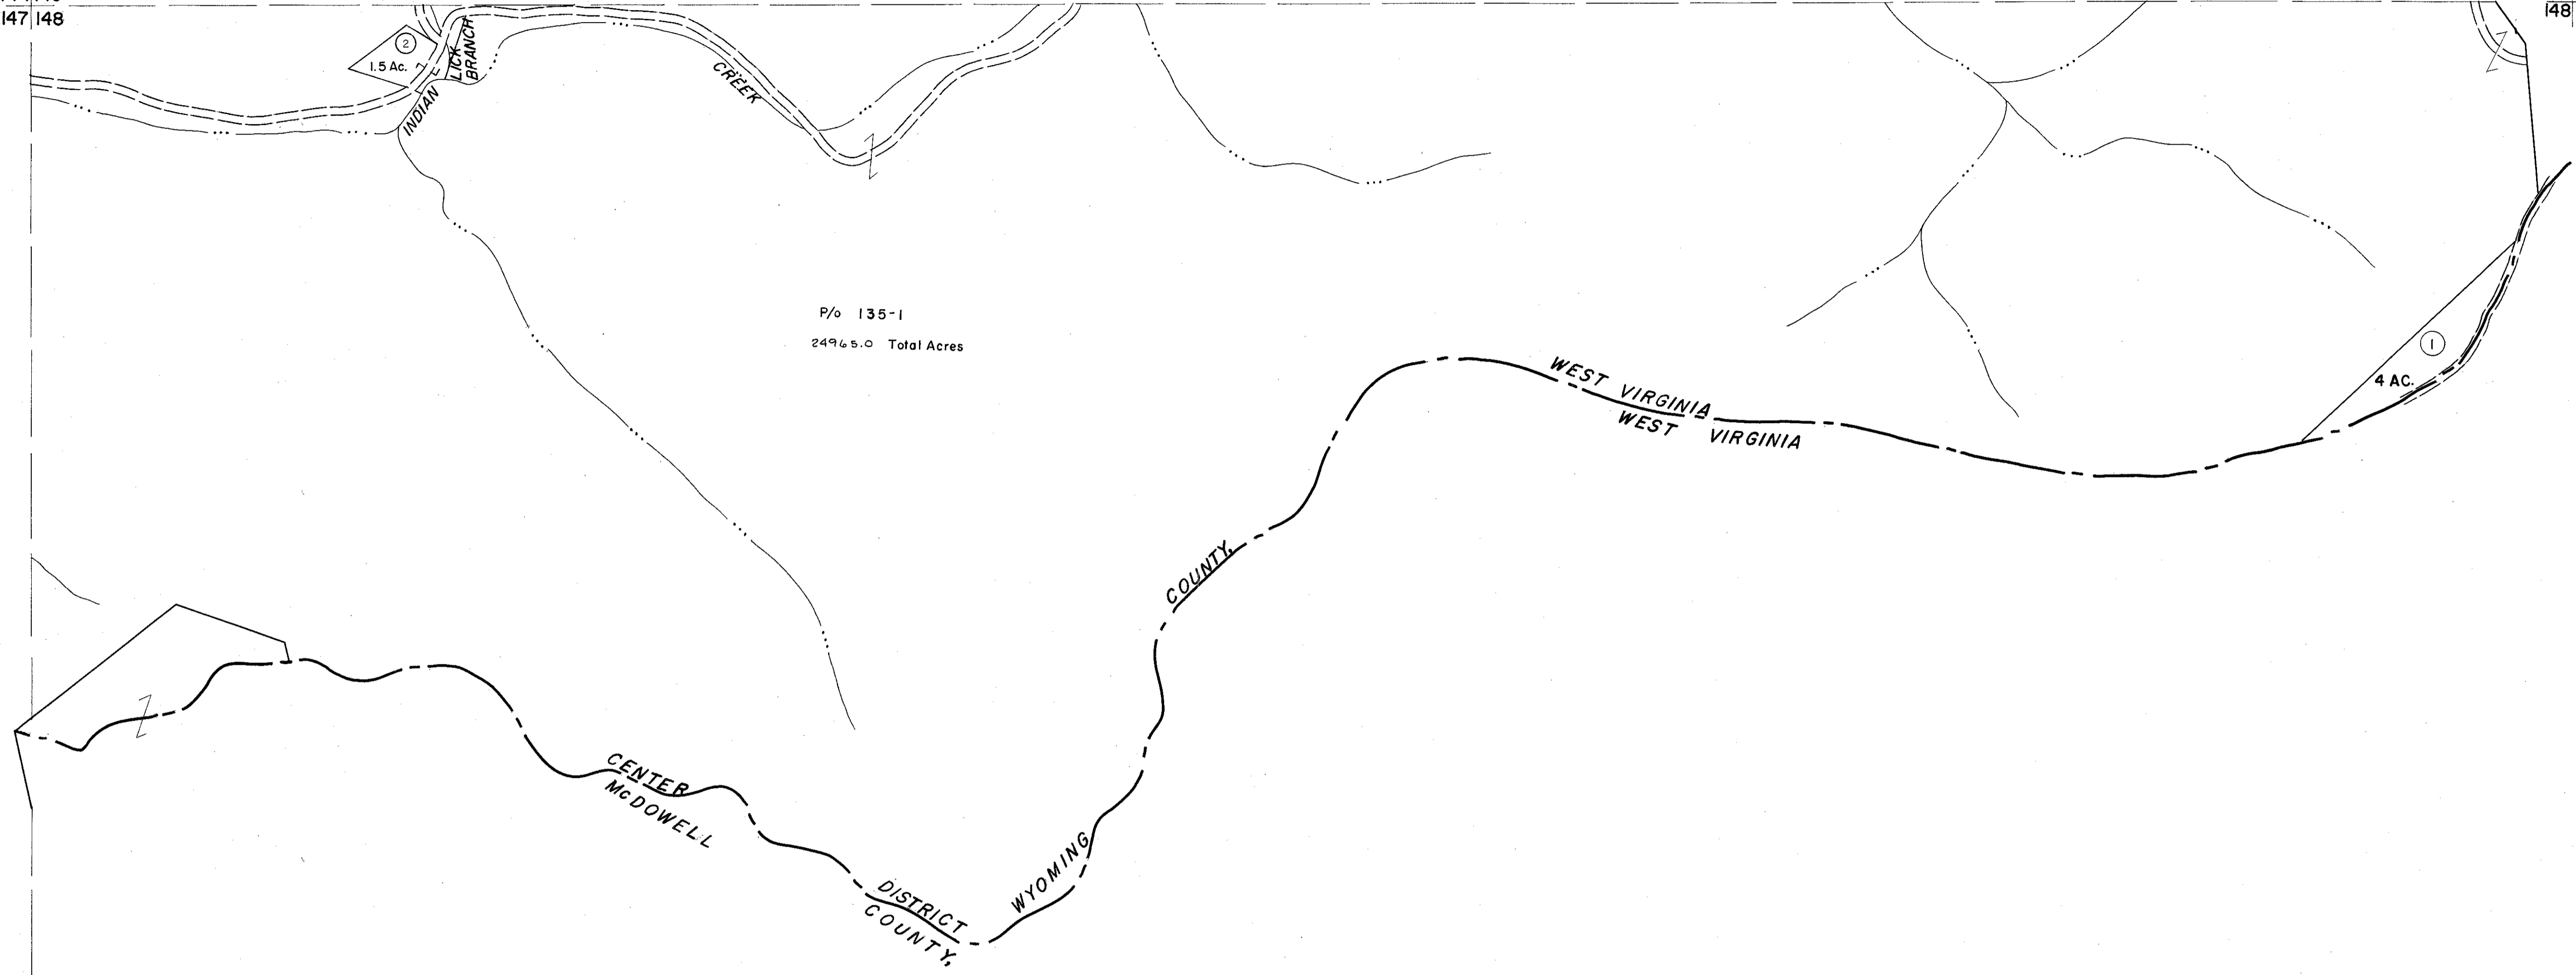 147 148
148
2
1.5 Ac.
LICK
BRANCH
INDIAN
CREEK
P/o 135-1
24965.0 Total Acres
1
4 AC.
WEST VIRGINIA
WEST VIRGINIA
COUNTY,
WYOMING
CENTER
McDOWELL
DISTRICT
COUNTY,